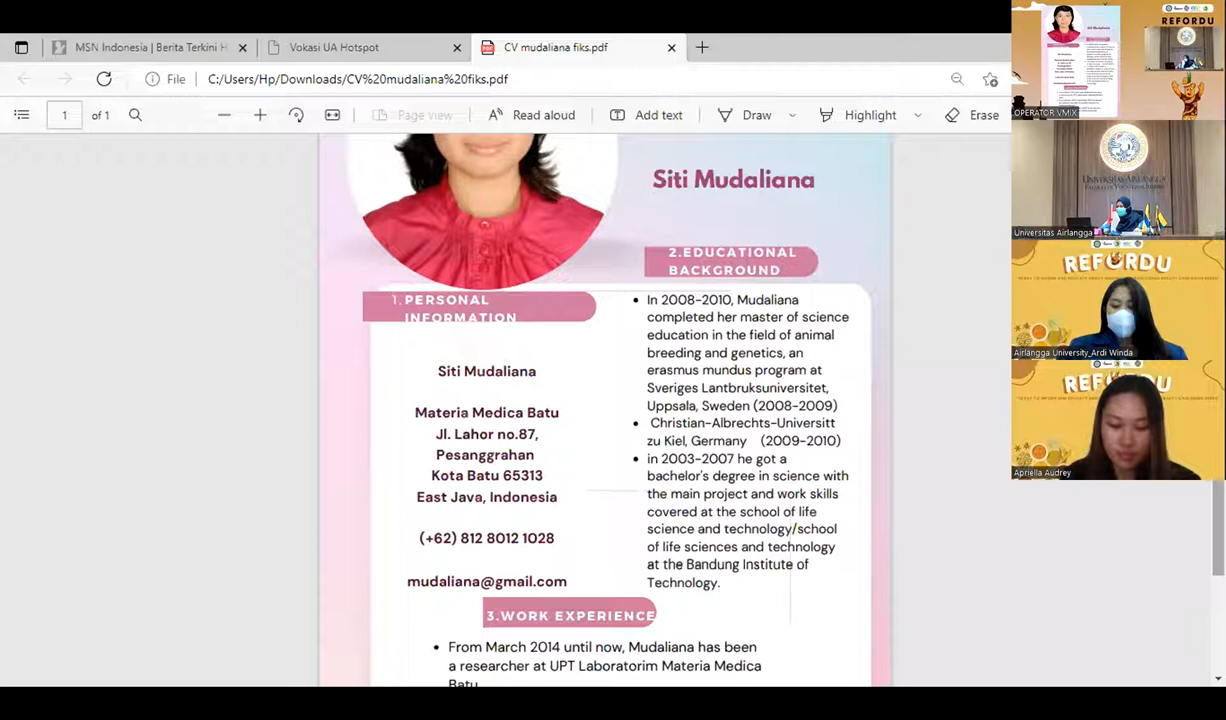 MSN Indonesia | Berita Terkini H
Vokasi UA Hotspot
CV mudaliana fiks.pdf
File
C:/Users/Hp/Downloads/CV%20mudaliana%20fiks.pdf
1 of 1
Page view
Read aloud
Add text
Draw
Highlight
Erase
Siti Mudaliana
2.EDUCATIONAL
BACKGROUND
1.PERSONAL
INFORMATION
Siti Mudaliana
Materia Medica Batu
Jl. Lahor no.87,
Pesanggrahan
Kota Batu 65313
East Java, Indonesia
(+62) 812 8012 1028
mudaliana@gmail.com
In 2008-2010, Mudaliana
completed her master of science
education in the field of animal
breeding and genetics, an
erasmus mundus program at
Sveriges Lantbruksuniversitet,
Uppsala, Sweden (2008-2009)
Christian-Albrechts-Universitt
zu Kiel, Germany (2009-2010)
in 2003-2007 he got a
bachelor's degree in science with
the main project and work skills
covered at the school of life
science and technology/school
of life sciences and technology
at the Bandung Institute of
Technology.
3.WORK EXPERIENCE
From March 2014 until now, Mudaliana has been
a researcher at UPT Laboratorim Materia Medica
Batu
REFORDU
OPERATOR VMIX
UNIVERSITAS AIRLANGGA
Universitas Airlangga
REFORDU
Airlangga University_Ardi Winda
REFORDU
Apriella Audrey